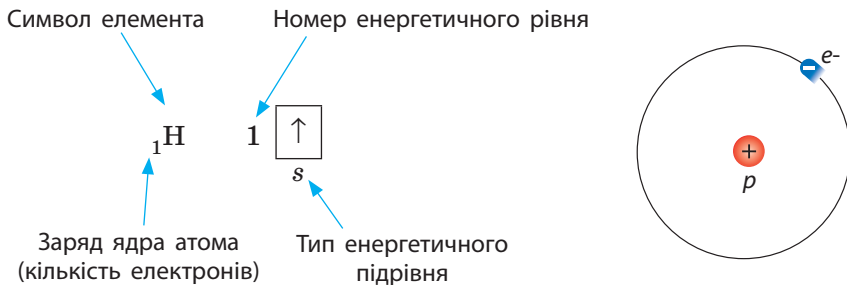 Символ елемента
Номер енергетичного рівня
e-
₁H 1 ↑
+
s
p
Заряд ядра атома
(кількість електронів)
Тип енергетичного
підрівня